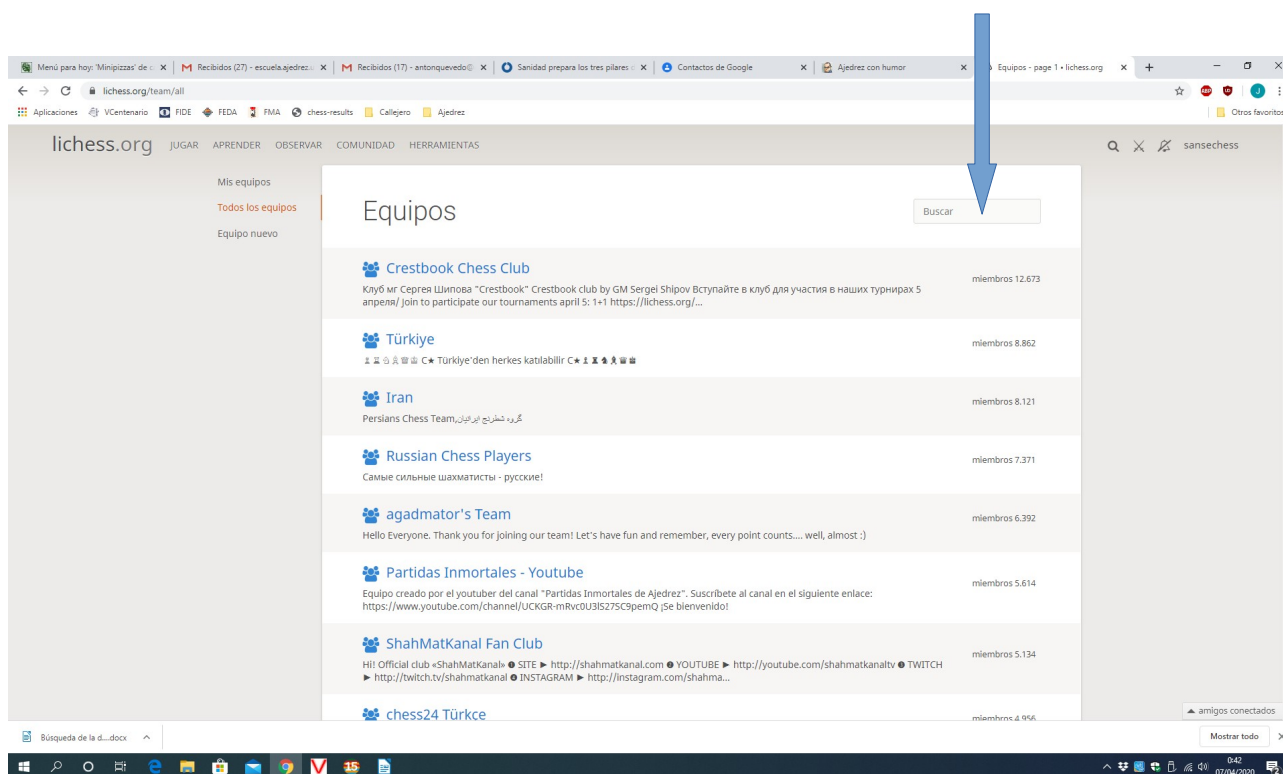 Menú para hoy: 'Minipizzas' de c
Recibidos (27) - escuela.ajedrez.
Recibidos (17) - antonquevedo@
Sanidad prepara los tres pilares
Contactos de Google
Ajedrez con humor
Equipos - page 1 • lichess.org
lichess.org/team/all
Aplicaciones VCentenario FIDE FEDA FMA chess-results Callejero Ajedrez Otros favoritos
lichess.org JUGAR APRENDER OBSERVAR COMUNIDAD HERRAMIENTAS sansechess
Mis equipos
Todos los equipos
Equipo nuevo
Equipos
Buscar
Crestbook Chess Club
Клуб мг Сергея Шипова "Crestbook" Crestbook club by GM Sergei Shipov Вступайте в клуб для участия в наших турнирах 5
апреля/ Join to participate our tournaments april 5: 1+1 https://lichess.org/...
miembros 12.673
Türkiye
♗♖♘♗♕♔ C★ Türkiye'den herkes katılabilir C★
miembros 8.862
Iran
Persians Chess Team,گروه شطرنج ایرانیان
miembros 8.121
Russian Chess Players
Самые сильные шахматисты - русские!
miembros 7.371
agadmator's Team
Hello Everyone. Thank you for joining our team! Let's have fun and remember, every point counts.... well, almost :)
miembros 6.392
Partidas Inmortales - Youtube
Equipo creado por el youtuber del canal "Partidas Inmortales de Ajedrez". Suscríbete al canal en el siguiente enlace:
https://www.youtube.com/channel/UCKGR-mRvc0U3lS27SC9pemQ ¡Se bienvenido!
miembros 5.614
ShahMatKanal Fan Club
Hi! Official club «ShahMatKanal» ❶ SITE ► http://shahmatkanal.com ❷ YOUTUBE ► http://youtube.com/shahmatkanaltv ❸ TWITCH
► http://twitch.tv/shahmatkanal ❹ INSTAGRAM ► http://instagram.com/shahma...
miembros 5.134
chess24 Türkçe
miembros 4.956
amigos conectados
Búsqueda de la d....docx
Mostrar todo
0:42
07/04/2020